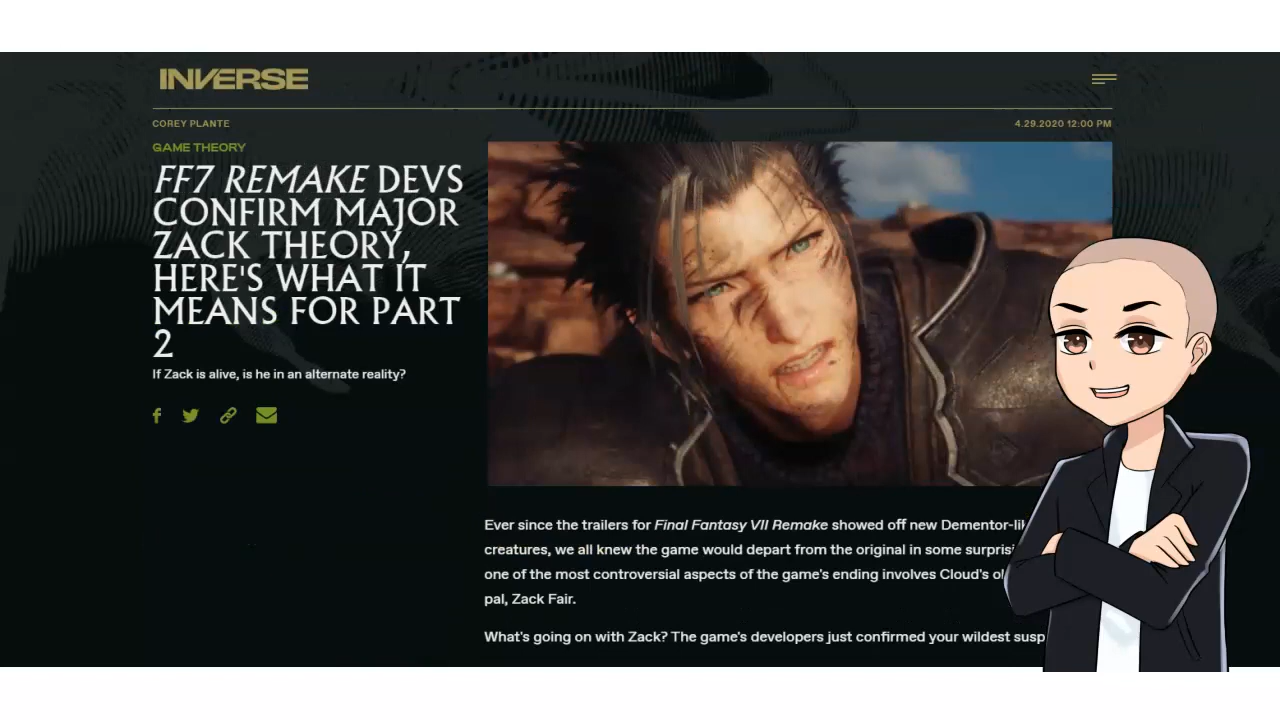 INVERSE
COREY PLANTE
4.29.2020 12:00 PM
GAME THEORY
FF7 REMAKE DEVS
CONFIRM MAJOR
ZACK THEORY,
HERE'S WHAT IT
MEANS FOR PART
2
If Zack is alive, is he in an alternate reality?
Ever since the trailers for Final Fantasy VII Remake showed off new Dementor-
creatures, we all knew the game would depart from the original in some
one of the most controversial aspects of the game's ending involves Cloud's
pal, Zack Fair.
What's going on with Zack? The game's developers just confirmed your wildest